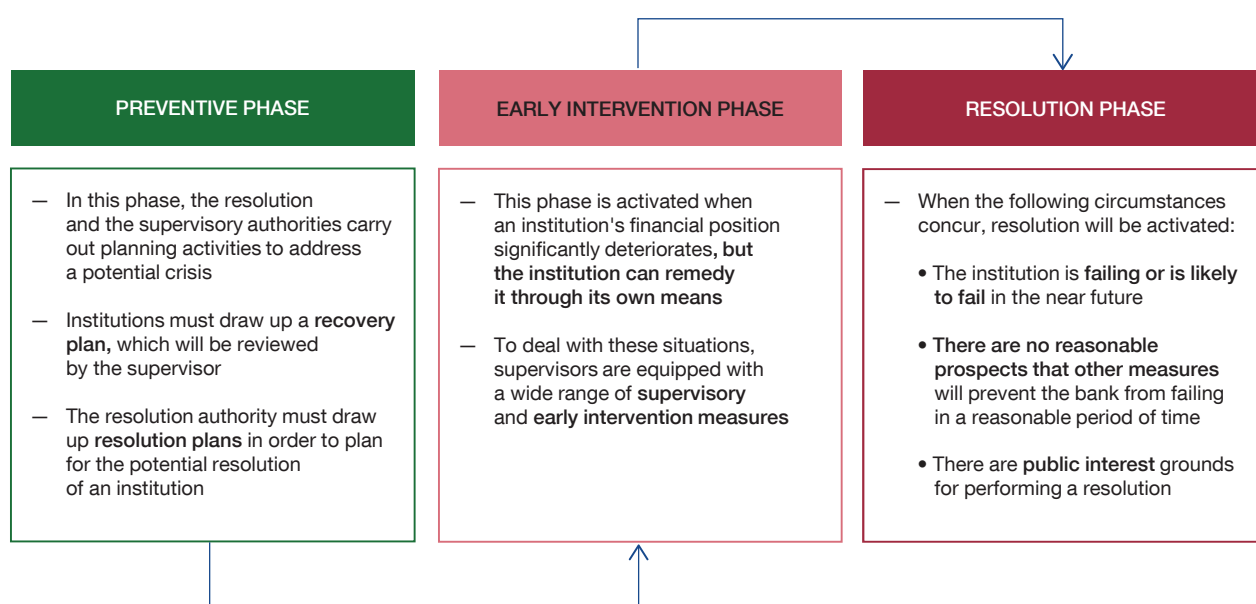 PREVENTIVE PHASE
— In this phase, the resolution
and the supervisory authorities carry
out planning activities to address
a potential crisis
— Institutions must draw up a recovery
plan, which will be reviewed
by the supervisor
— The resolution authority must draw
up resolution plans in order to plan
for the potential resolution
of an institution
EARLY INTERVENTION PHASE
— This phase is activated when
an institution's financial position
significantly deteriorates, but
the institution can remedy
it through its own means
— To deal with these situations,
supervisors are equipped with
a wide range of supervisory
and early intervention measures
RESOLUTION PHASE
— When the following circumstances
concur, resolution will be activated:
• The institution is failing or is likely
to fail in the near future
• There are no reasonable
prospects that other measures
will prevent the bank from failing
in a reasonable period of time
• There are public interest grounds
for performing a resolution